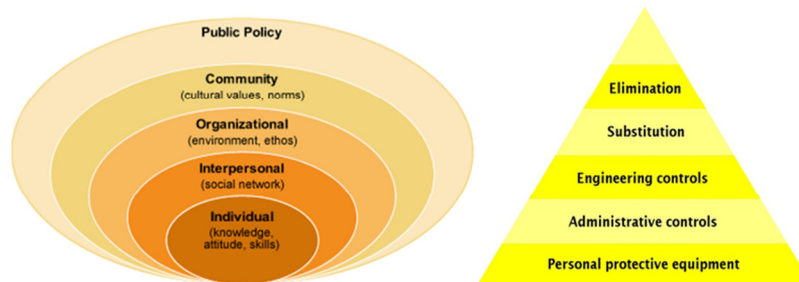 Public Policy
Community
(cultural values, norms)
Organizational
(environment, ethos)
Interpersonal
(social network)
Individual
(knowledge,
attitude, skills)
Elimination
Substitution
Engineering controls
Administrative controls
Personal protective equipment